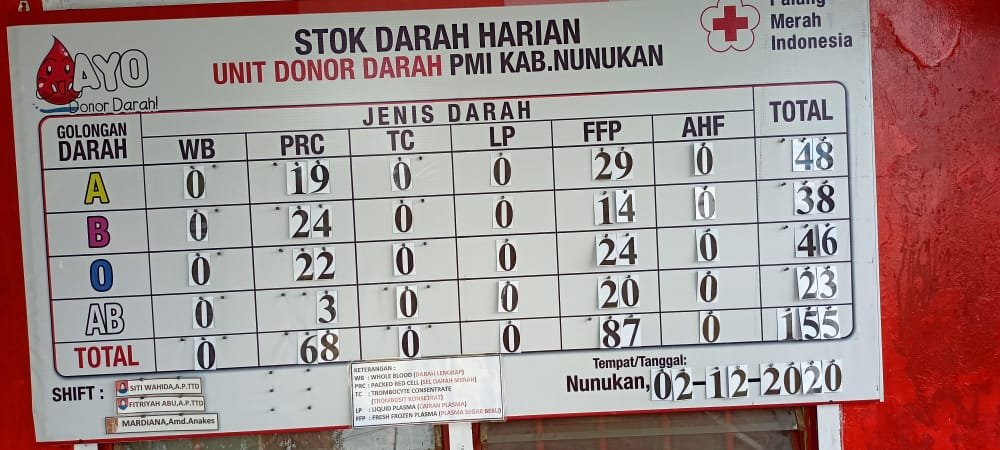 AYO
Donor Darah!
STOK DARAH HARIAN
UNIT DONOR DARAH PMI KAB.NUNUKAN
Palang
Merah
Indonesia
GOLONGAN DARAH JENIS DARAH TOTAL
WB PRC TC LP FFP AHF
A 0 19 0 0 29 0 48
B 0 24 0 0 14 0 38
O 0 22 0 0 24 0 46
AB 0 3 0 0 20 0 23
TOTAL 0 68 0 0 87 0 155
SHIFT :
SITI WAHIDA,A.P.TTD
FITRIYAH ABU,A.P.TTD
MARDIANA,Amd.Anakes
KETERANGAN :
WB : WHOLE BLOOD (DARAH LENGKAP)
PRC : PACKED RED CELL (SEL DARAH MERAH)
TC : TROMBOCYTE CONSENTRATE
(TROMBOSIT KONSETRAT)
LP : LIQUID PLASMA (CAIRAN PLASMA)
FFP : FRESH FROZEN PLASMA (PLASMA SEGAR BEKU)
Tempat/Tanggal:
Nunukan, 02-12-2020